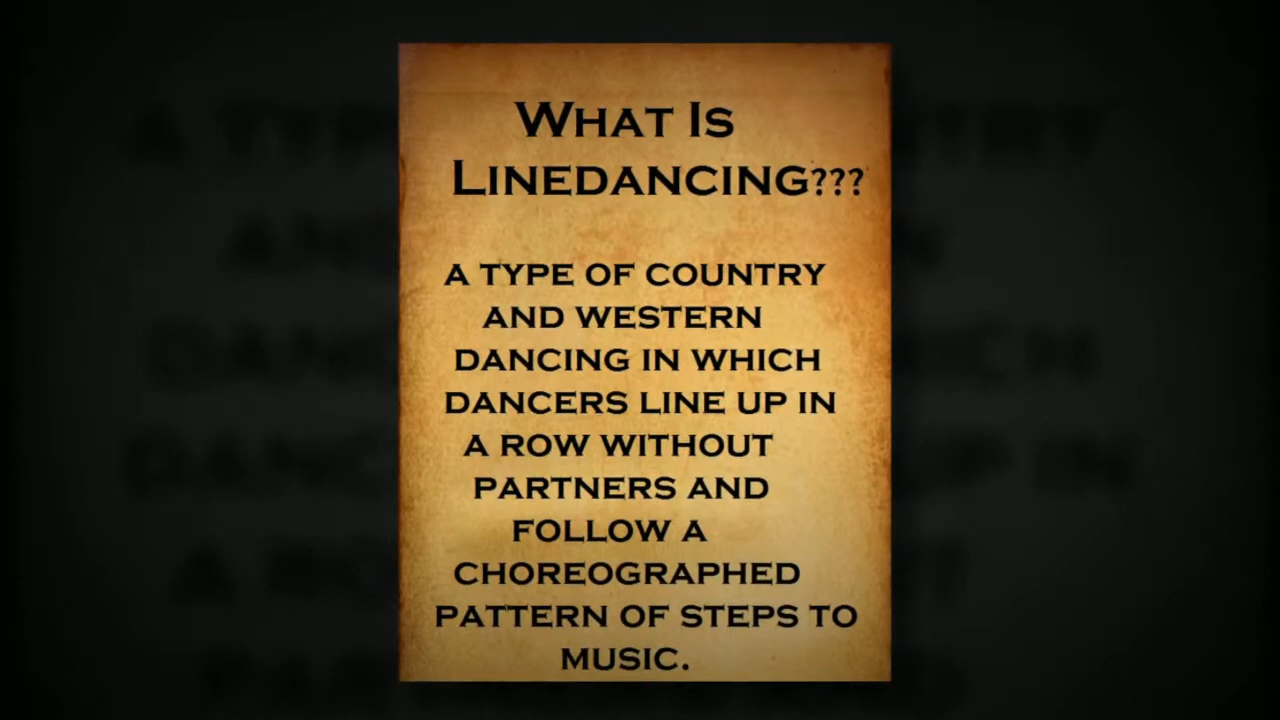 What Is
Linedancing???
A TYPE OF COUNTRY
AND WESTERN
DANCING IN WHICH
DANCERS LINE UP IN
A ROW WITHOUT
PARTNERS AND
FOLLOW A
CHOREOGRAPHED
PATTERN OF STEPS TO
MUSIC.